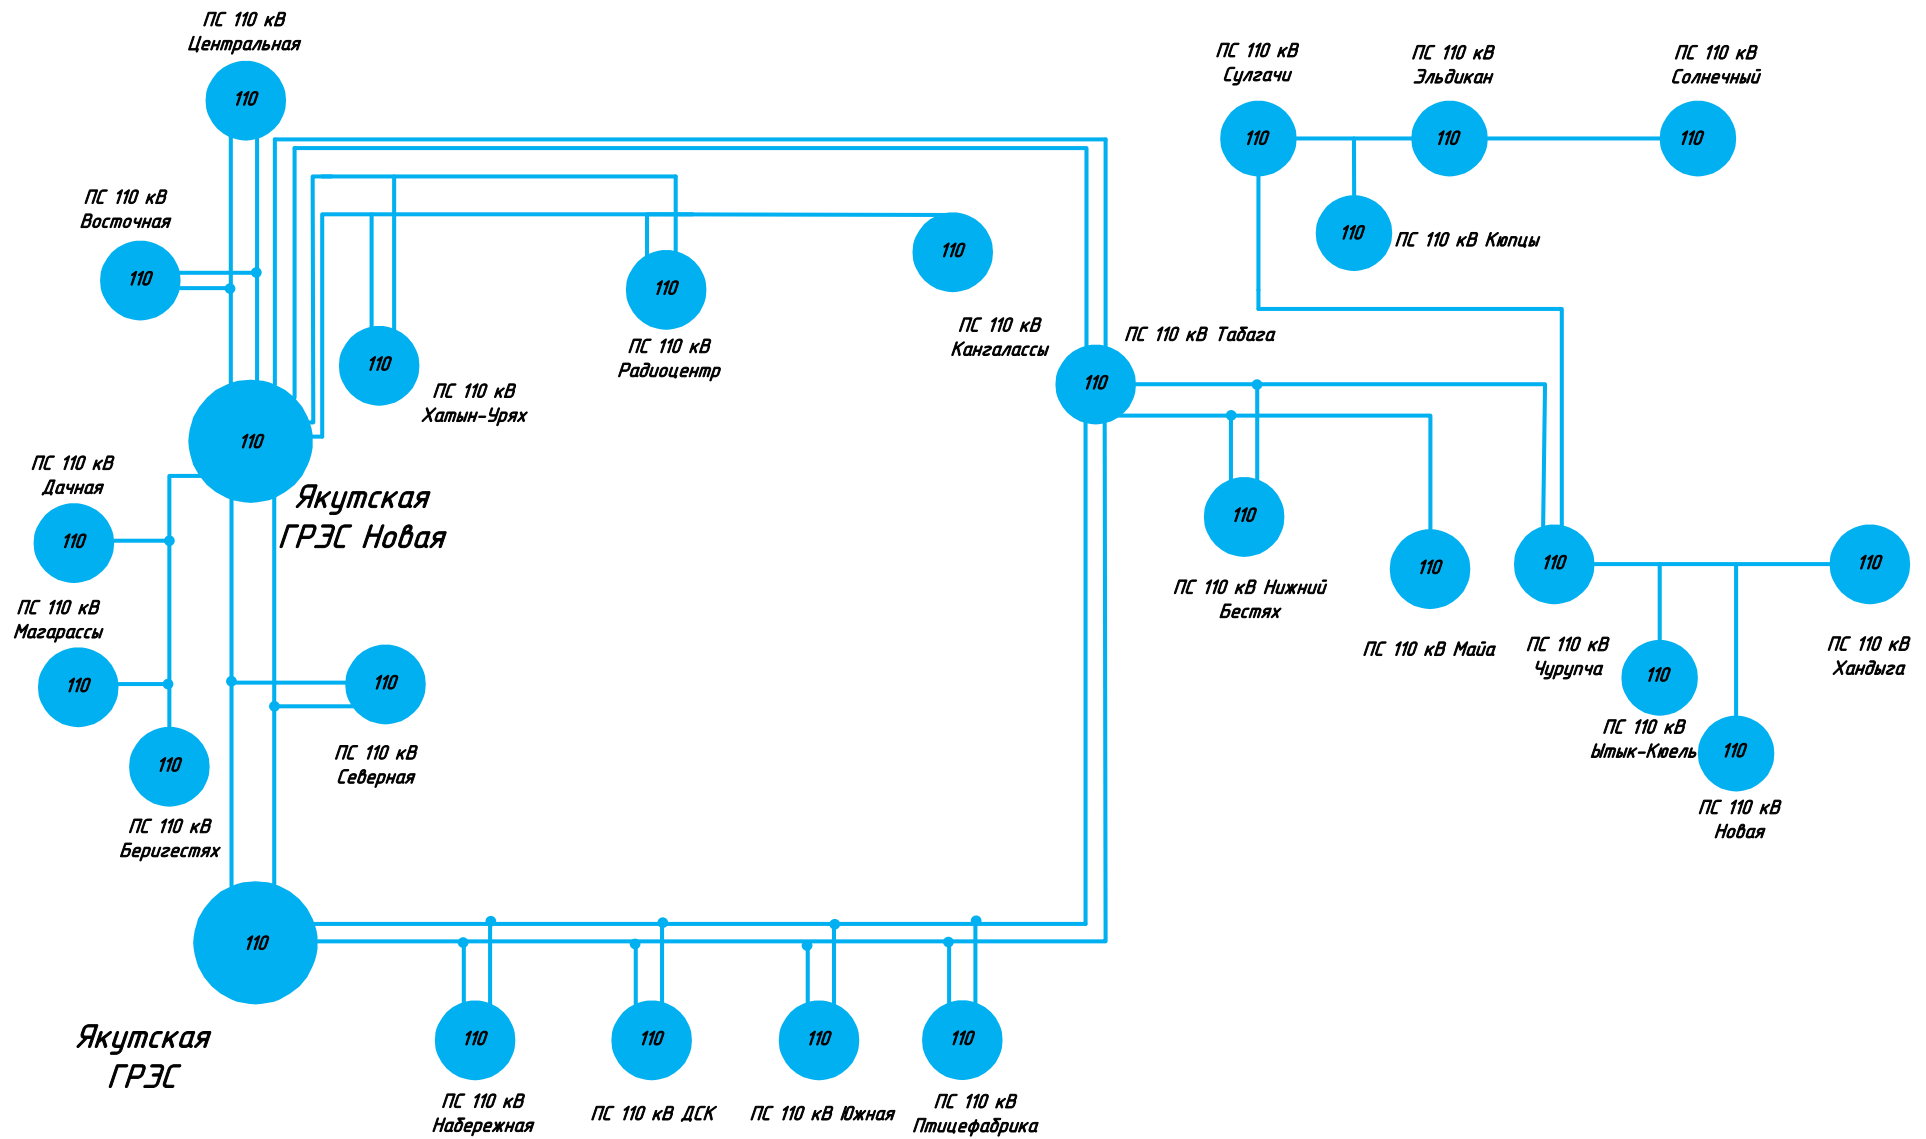 ПС 110 кВ
Центральная
110
ПС 110 кВ
Сулгачи
110
ПС 110 кВ
Эльдикан
110
ПС 110 кВ
Солнечный
110
ПС 110 кВ
Восточная
110
110
ПС 110 кВ Кюпцы
110
ПС 110 кВ
Кангалассы
110
ПС 110 кВ
Радиоцентр
110
ПС 110 кВ
Хатын-Урях
ПС 110 кВ Табага
110
110
Якутская
ГРЭС Новая
ПС 110 кВ
Дачная
110
ПС 110 кВ
Магарассы
110
110
ПС 110 кВ
Беригестях
110
ПС 110 кВ
Северная
110
ПС 110 кВ Нижний
Бестях
110
ПС 110 кВ Майа
110
ПС 110 кВ
Чурупча
110
ПС 110 кВ
Хандыга
110
ПС 110 кВ
Ытык-Кюель
110
ПС 110 кВ
Новая
110
Якутская
ГРЭС
110
ПС 110 кВ
Набережная
110
ПС 110 кВ ДСК
110
ПС 110 кВ Южная
110
ПС 110 кВ
Птицефабрика